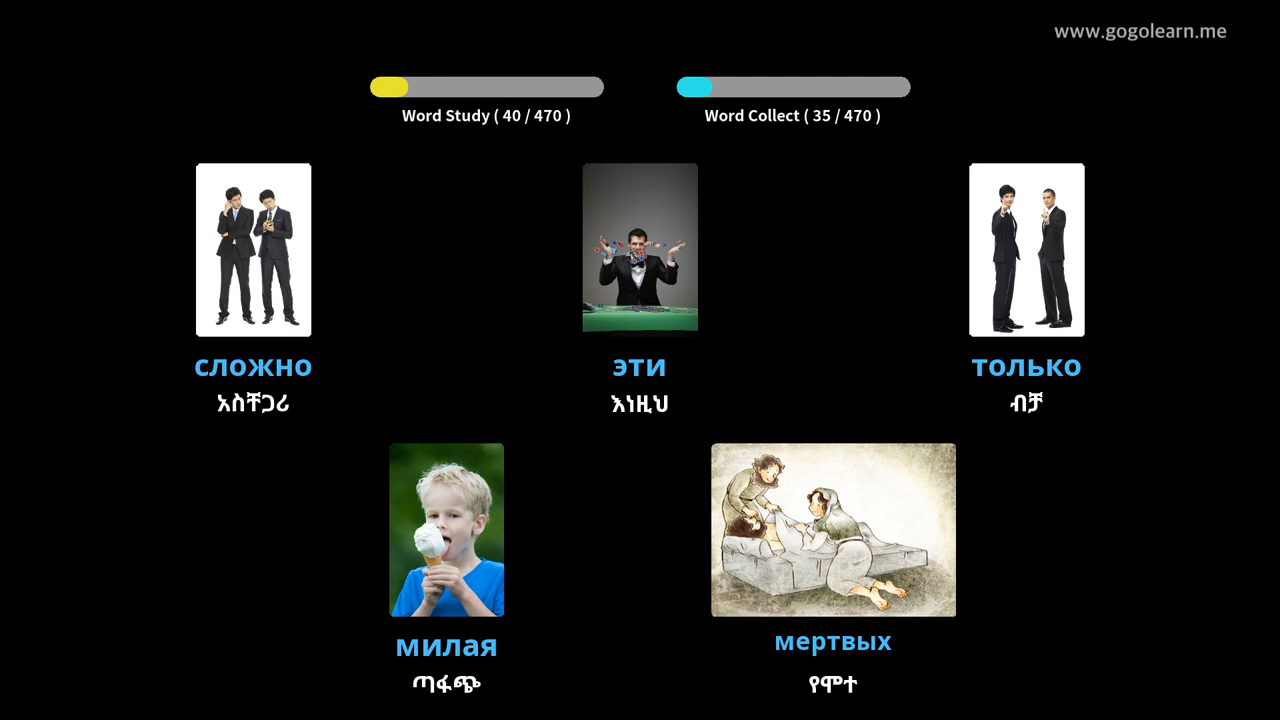 www.gogolearn.me
Word Study ( 40 / 470 )
Word Collect ( 35 / 470 )
сложно
አስቸጋሪ
эти
እነዚህ
только
ብቻ
милая
ጣፋጭ
мертвых
የሞተ